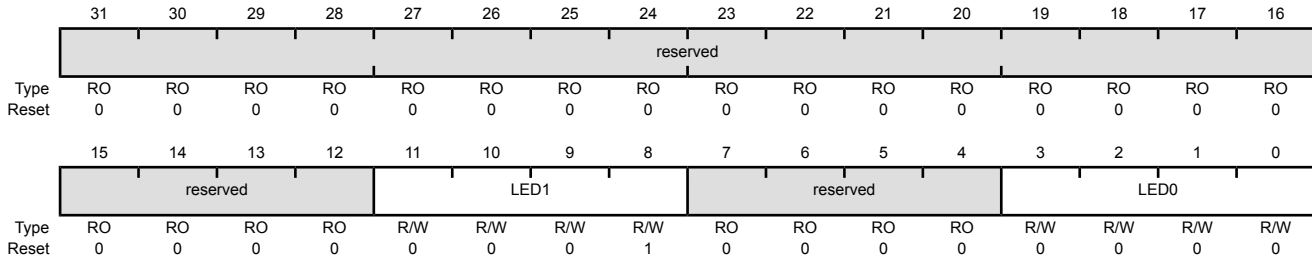 31 30 29 28 27 26 25 24 23 22 21 20 19 18 17 16
reserved
Type RO RO RO RO RO RO RO RO RO RO RO RO RO RO RO RO
Reset 0 0 0 0 0 0 0 0 0 0 0 0 0 0 0 0
15 14 13 12 11 10 9 8 7 6 5 4 3 2 1 0
reserved LED1 reserved LED0
Type RO RO RO RO R/W R/W R/W R/W RO RO RO RO R/W R/W R/W R/W
Reset 0 0 0 0 0 0 0 1 0 0 0 0 0 0 0 0